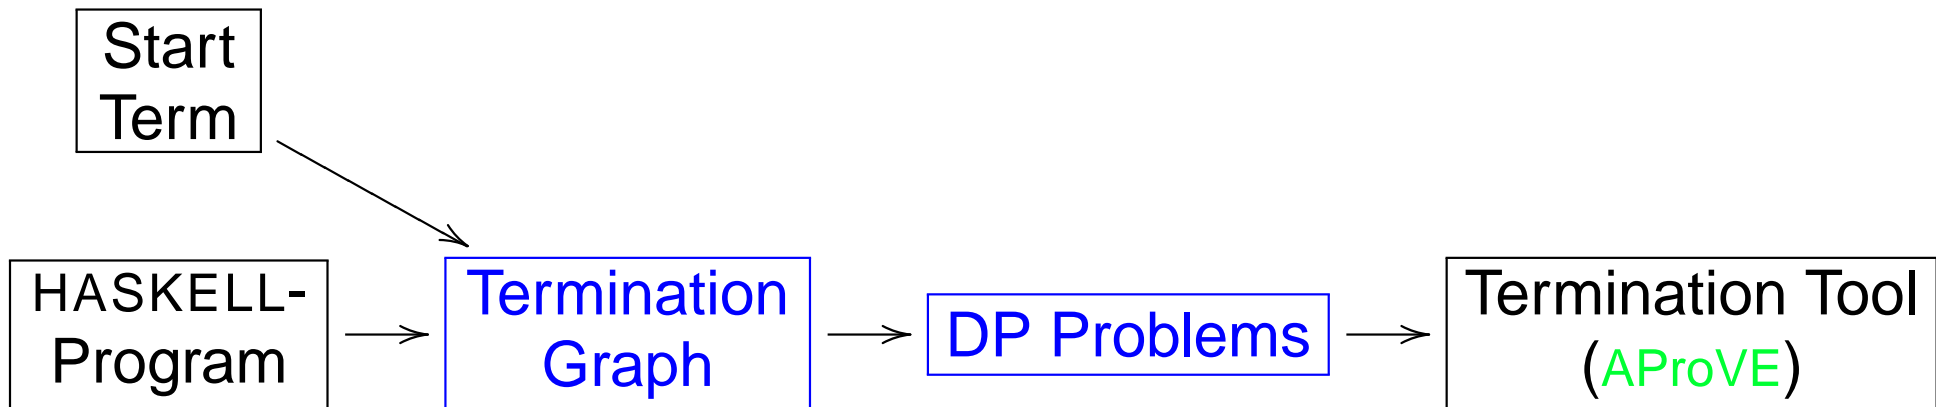 Start
Term
HASKELL-
Program
Termination
Graph
DP Problems
Termination Tool
(AProVE)